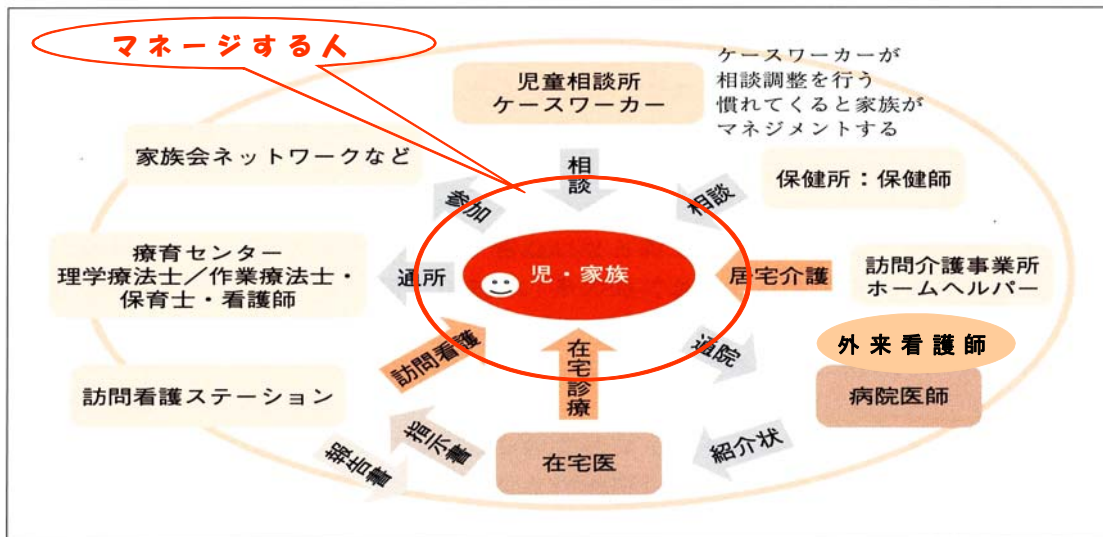 マネージする人
児童相談所
ケースワーカー
ケースワーカーが
相談調整を行う
慣れてくると家族が
マネジメントする
家族会ネットワークなど
参加
相談
相談
保健所：保健師
療育センター
理学療法士／作業療法士・
保育士・看護師
通所
児・家族
居宅介護
訪問介護事業所
ホームヘルパー
訪問看護
在宅診療
通院
外来看護師
病院医師
訪問看護ステーション
指示書
報告書
在宅医
紹介状